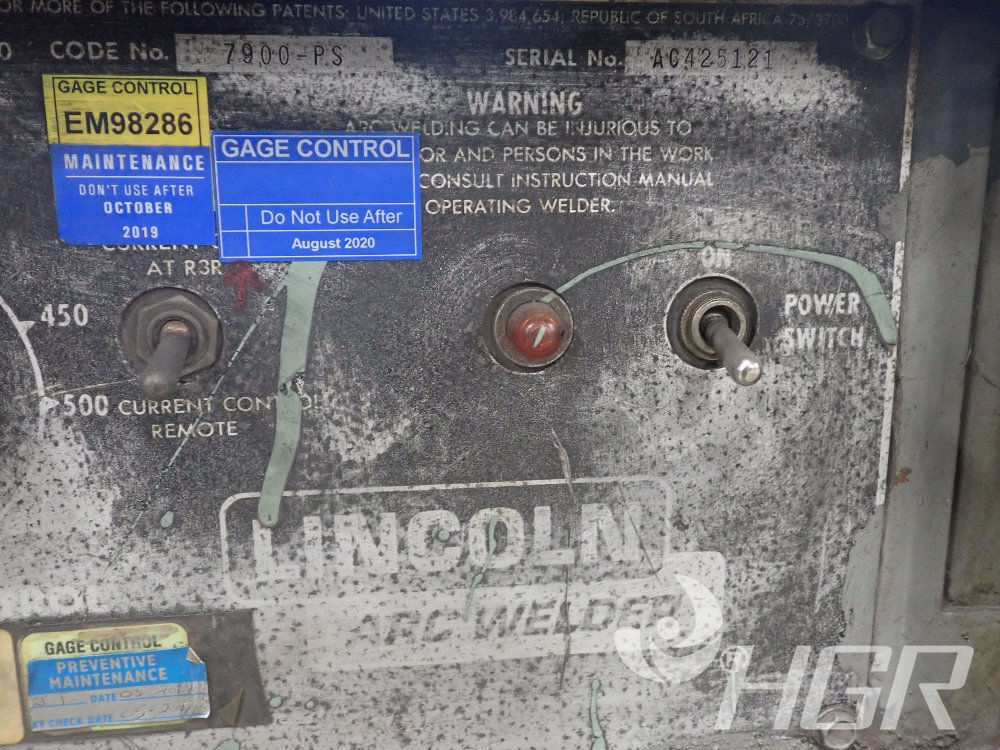 OR MORE OF THE FOLLOWING PATENTS: UNITED STATES 3,984,654; REPUBLIC OF SOUTH AFRICA 75/
CODE No. 7900-PS SERIAL No. AC425121
GAGE CONTROL
EM98286
MAINTENANCE
DON'T USE AFTER
OCTOBER
2019
GAGE CONTROL
Do Not Use After
August 2020
WARNING
ARC WELDING CAN BE INJURIOUS TO
OR AND PERSONS IN THE WORK
CONSULT INSTRUCTION MANUAL
OPERATING WELDER.
CURRENT
AT R3R
450
500
CURRENT CONTROL
REMOTE
ON
POWER
SWITCH
LINCOLN
ARC WELDER
GAGE CONTROL
PREVENTIVE
MAINTENANCE
DATE
CHECK DATE
HGR